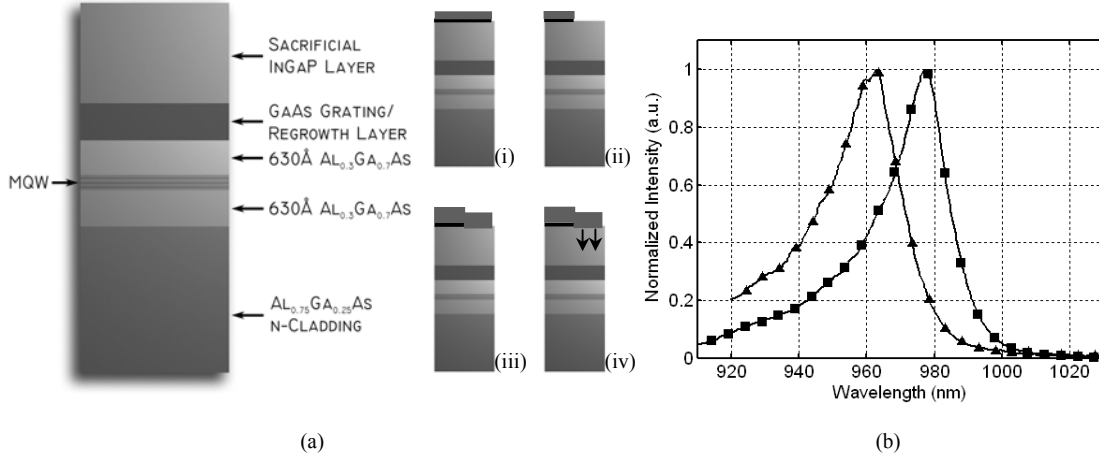 SACRIFICIAL
INGAP LAYER
GAAS GRATING/
REGROWTH LAYER
630Å AL0.3GA0.7AS
MQW
630Å AL0.3GA0.7AS
AL0.75GA0.25AS
N-CLADDING
(i)
(ii)
(iii)
(iv)
(a)
Normalized Intensity (a.u.)
1
0.8
0.6
0.4
0.2
0
920 940 960 980 1000 1020
Wavelength (nm)
(b)